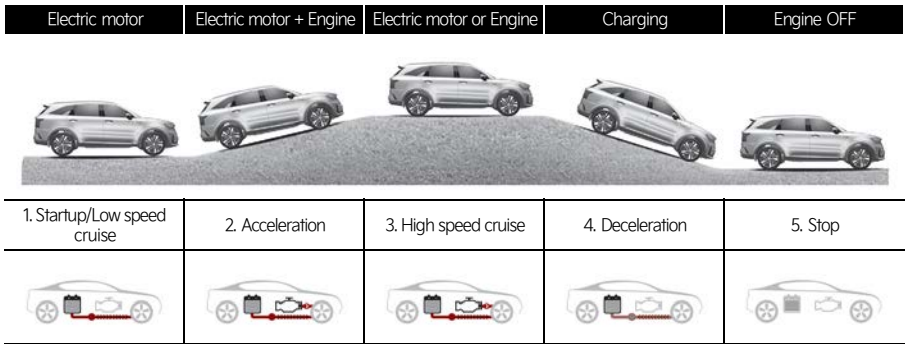 Electric motor
Electric motor + Engine
Electric motor or Engine
Charging
Engine OFF
1. Startup/Low speed
cruise
2. Acceleration
3. High speed cruise
4. Deceleration
5. Stop